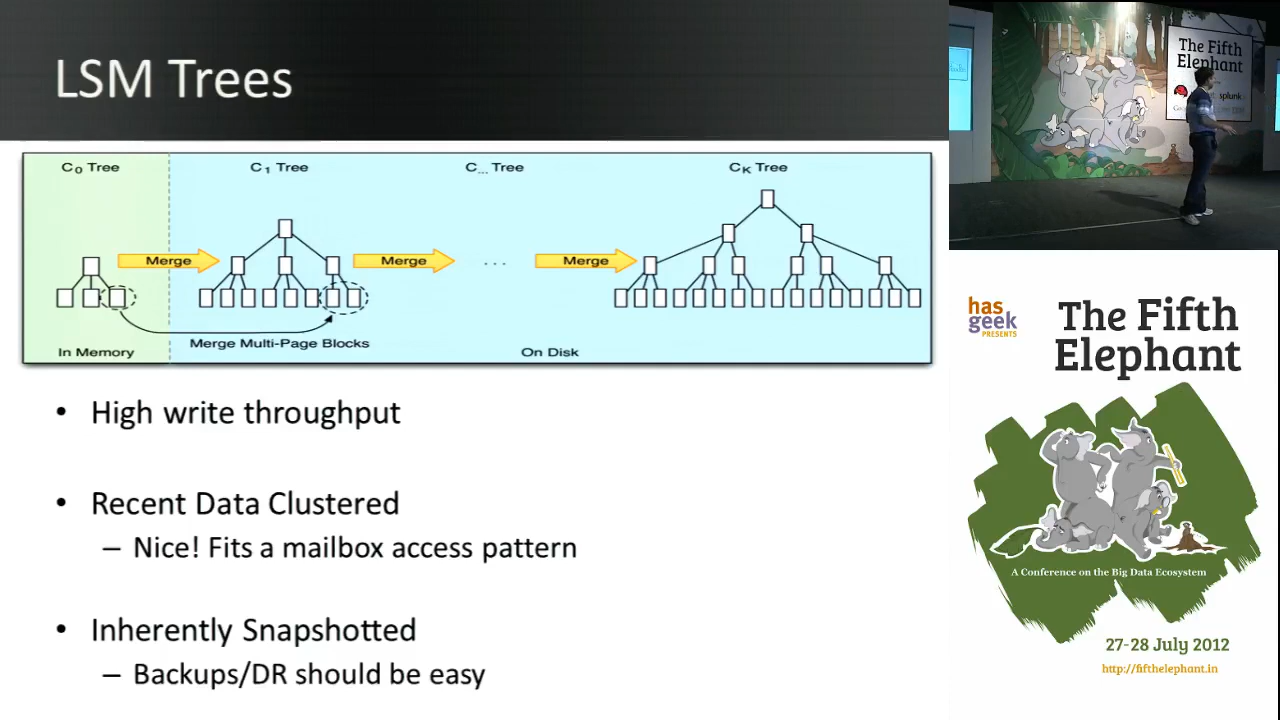 LSM Trees
C0 Tree
C1 Tree
C... Tree
CK Tree
Merge
Merge
. . .
Merge
Merge Multi-Page Blocks
In Memory
On Disk
• High write throughput
• Recent Data Clustered
– Nice! Fits a mailbox access pattern
• Inherently Snapshotted
– Backups/DR should be easy
The Fifth
Elephant
splunk
has
geek
PRESENTS
The Fifth
Elephant
A Conference on the Big Data Ecosystem
27-28 July 2012
http://fifthelephant.in